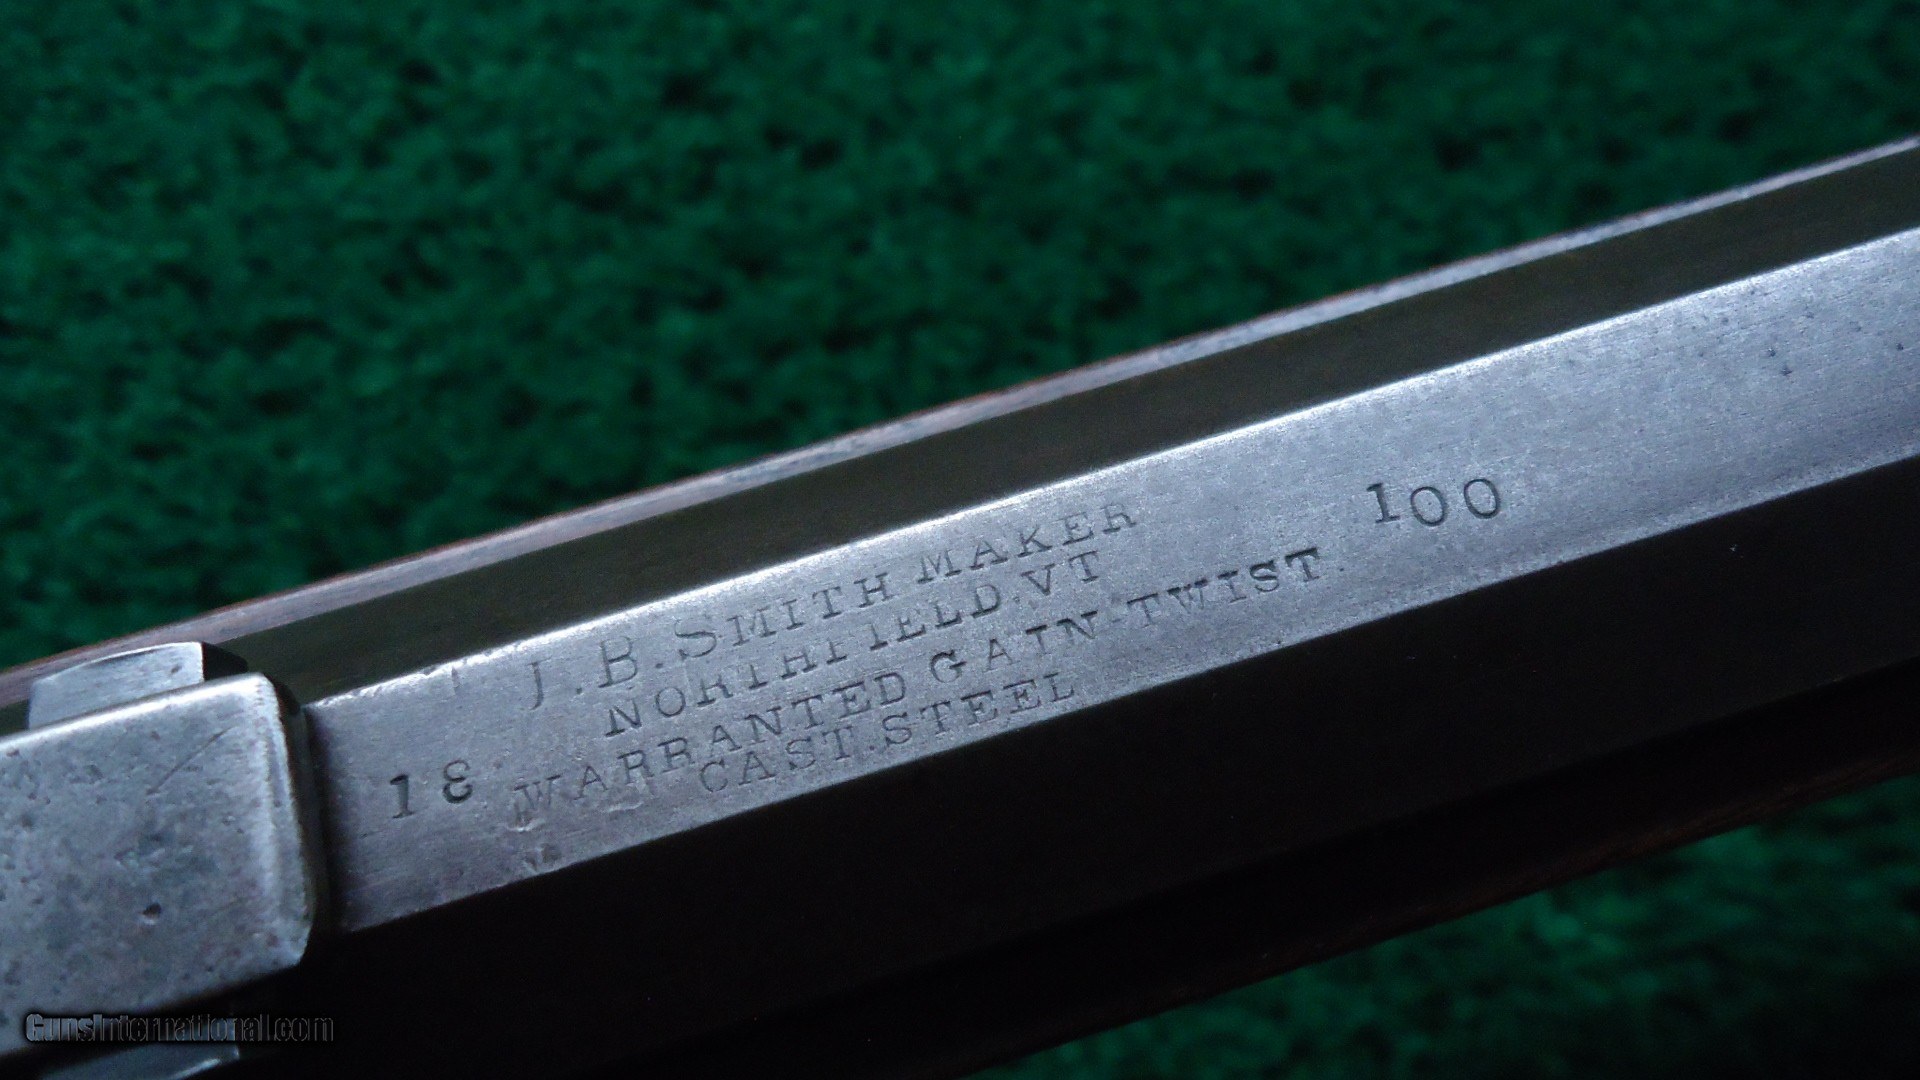 J. B. SMITH MAKER
NORTHFIELD. VT
18 WARRANTED GAIN-TWIST. 100
CAST. STEEL
GunsInternational.com